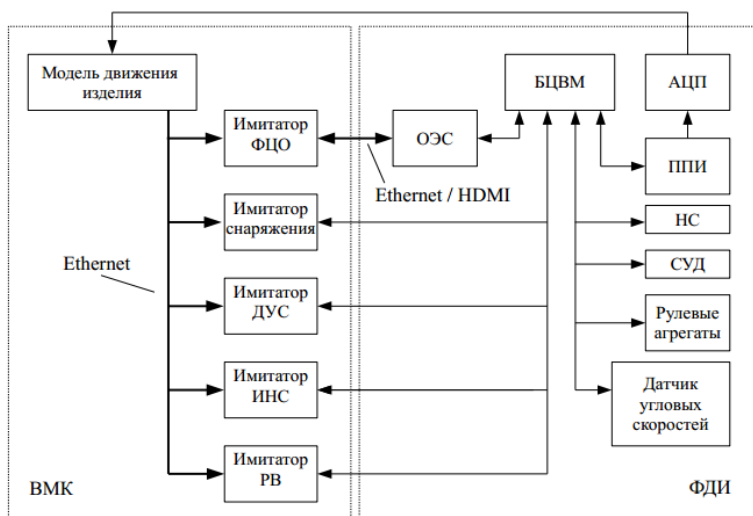 Модель движения
изделия
БЦВМ
АЦП
Имитатор
ФЦО
ОЭС
ППИ
Ethernet / HDMI
Имитатор
снаряжения
НС
Ethernet
СУД
Имитатор
ДУС
Рулевые
агрегаты
Имитатор
ИНС
Датчик
угловых
скоростей
Имитатор
РВ
ВМК
ФДИ